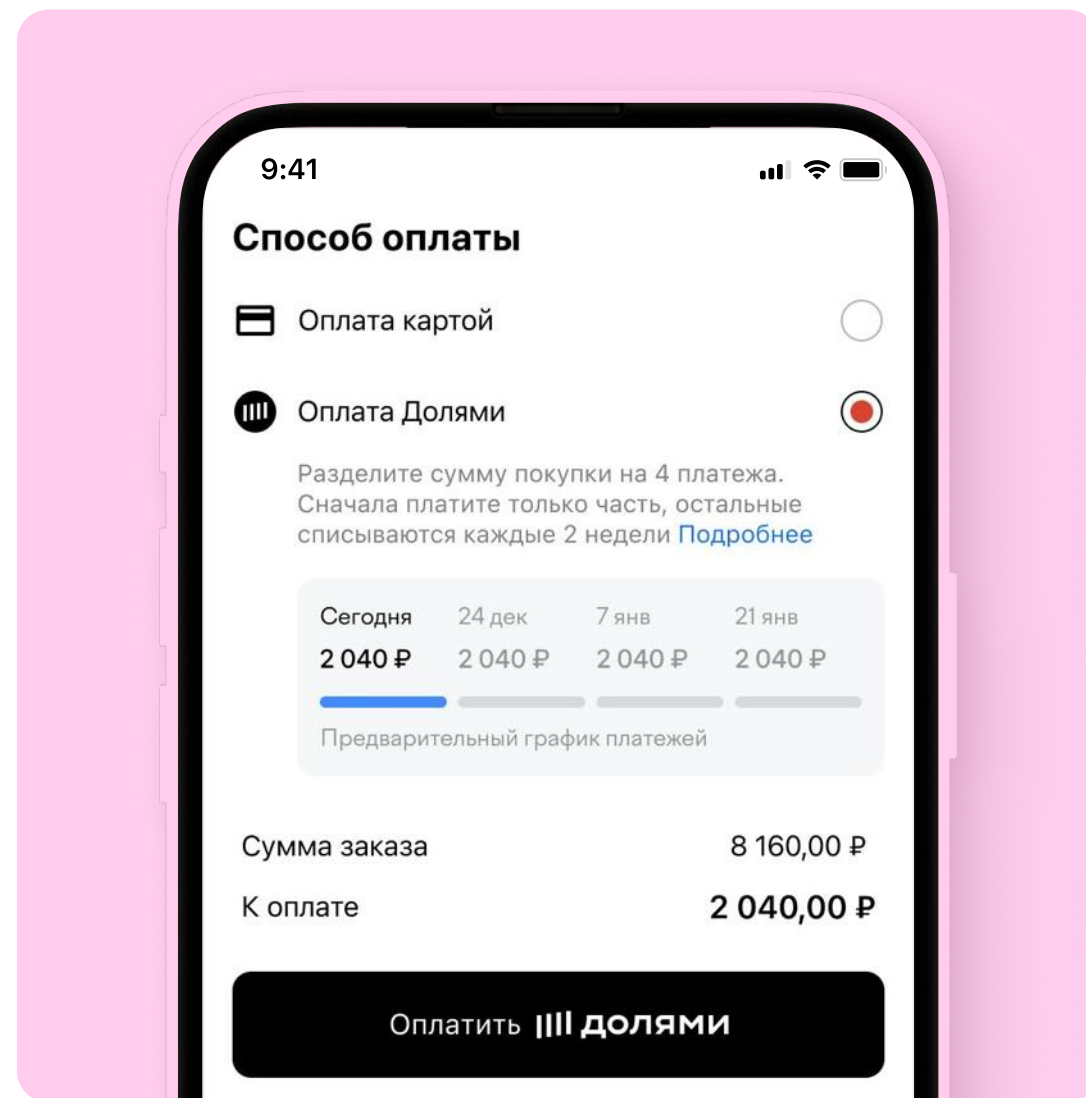 9:41
Способ оплаты
Оплата картой
Оплата Долями
Разделите сумму покупки на 4 платежа.
Сначала платите только часть, остальные
списываются каждые 2 недели Подробнее
Сегодня 24 дек 7 янв 21 янв
2 040 ₽ 2 040 ₽ 2 040 ₽ 2 040 ₽
Предварительный график платежей
Сумма заказа 8 160,00 ₽
К оплате 2 040,00 ₽
Оплатить долями